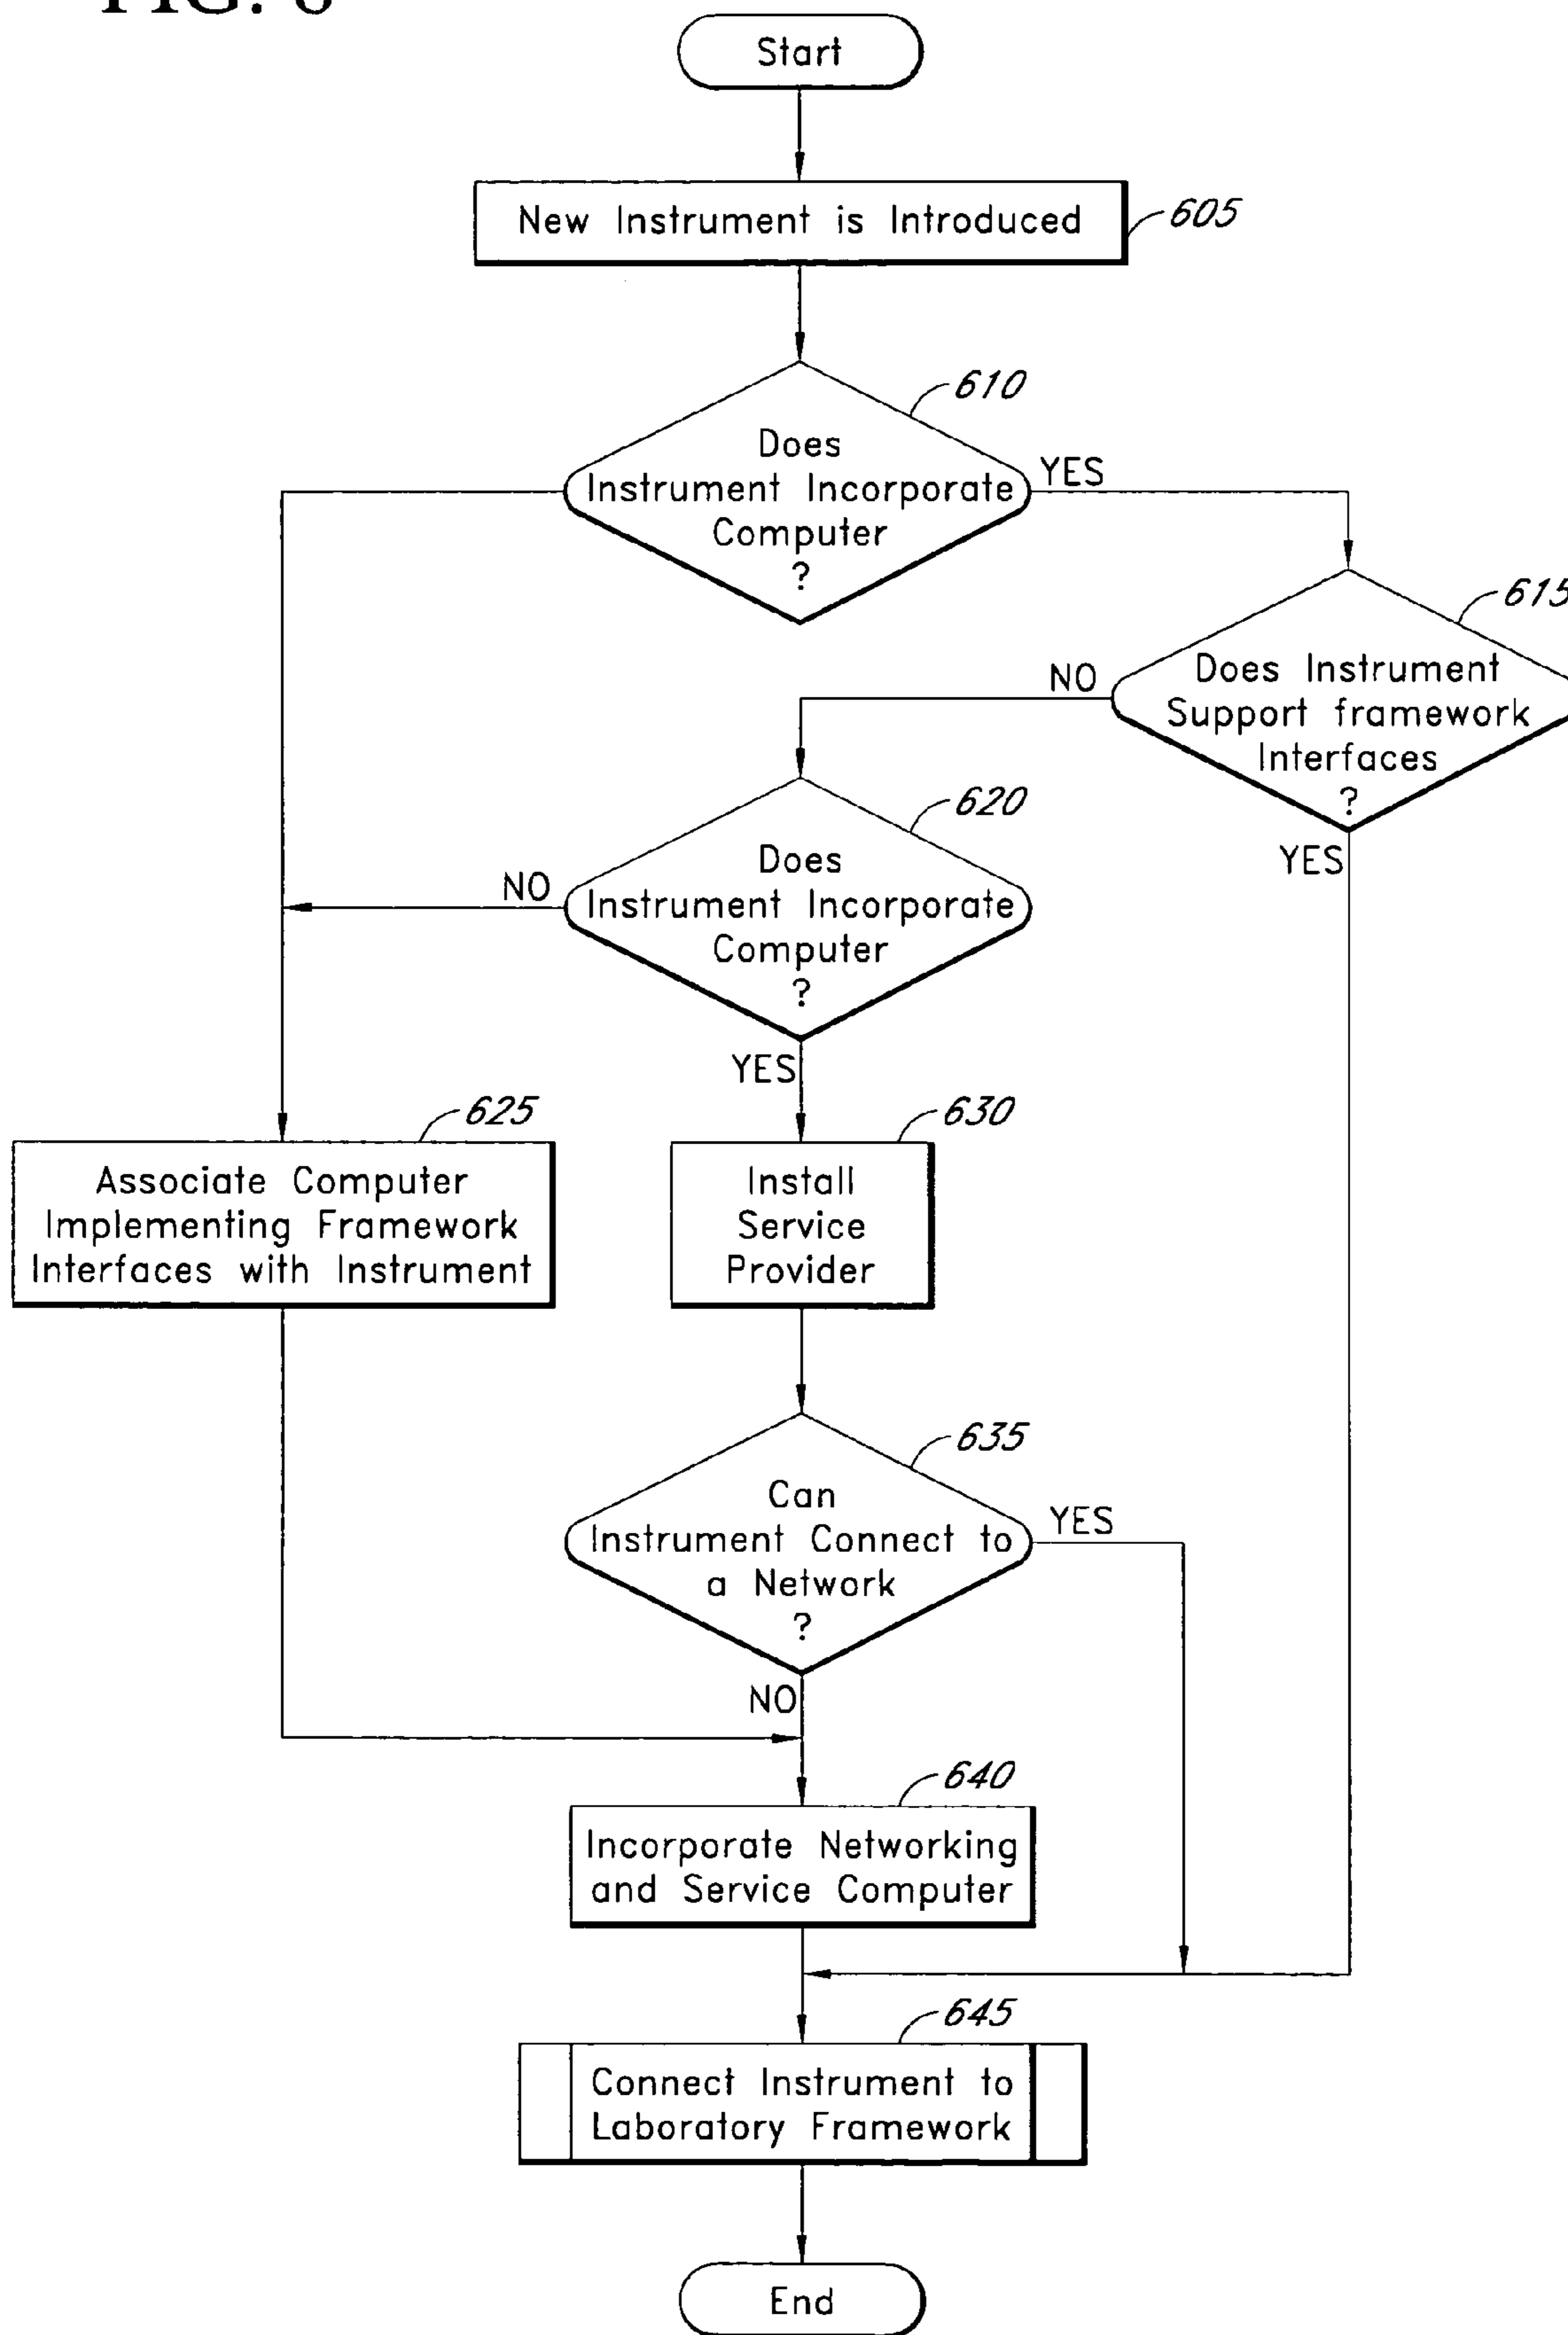 Start
New Instrument is Introduced
605
610
Does
Instrument Incorporate
Computer
?
YES
615
Does Instrument
Support framework
Interfaces
?
NO
YES
620
Does
Instrument Incorporate
Computer
?
NO
YES
625
Associate Computer
Implementing Framework
Interfaces with Instrument
630
Install
Service
Provider
635
Can
Instrument Connect to
a Network
?
YES
NO
640
Incorporate Networking
and Service Computer
645
Connect Instrument to
Laboratory Framework
End